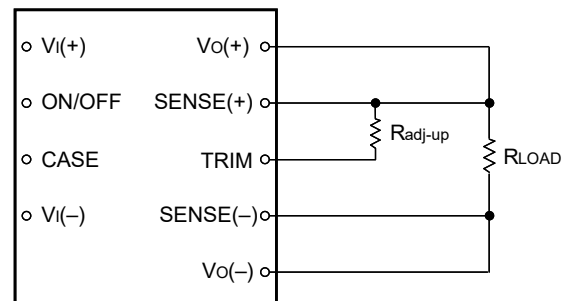 VI(+) VO(+)
ON/OFF SENSE(+)
Radj-up
CASE TRIM
RLOAD
VI(–) SENSE(–)
VO(–)